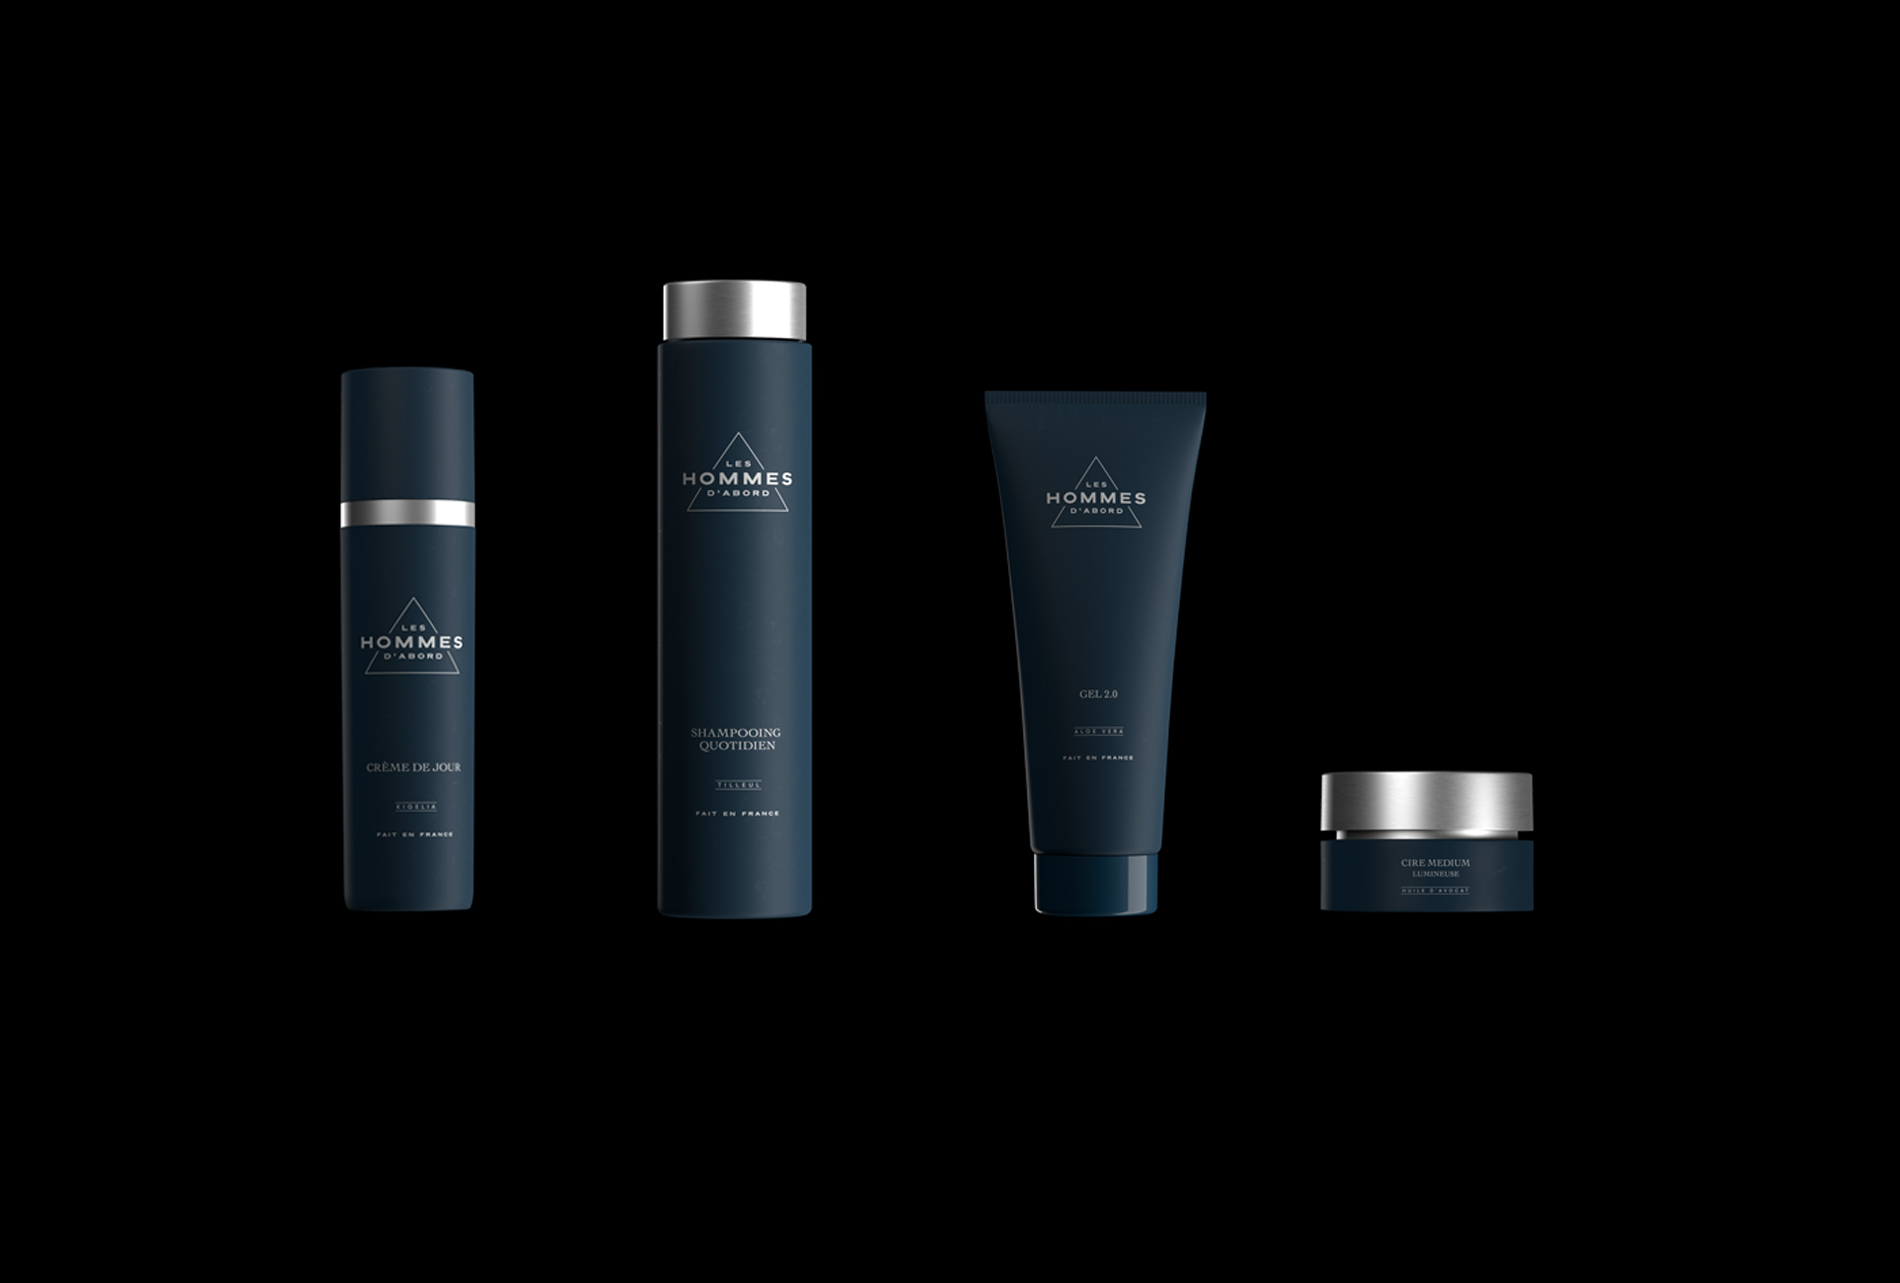 LES
HOMMES
D'ABORD
CRÈME DE JOUR
KIGELIA
FAIT EN FRANCE
LES
HOMMES
D'ABORD
SHAMPOOING
QUOTIDIEN
TILLEUL
FAIT EN FRANCE
LES
HOMMES
D'ABORD
GEL 2.0
ALOE VERA
FAIT EN FRANCE
CIRE MEDIUM
LUMINEUSE
HUILE D'AVOCAT